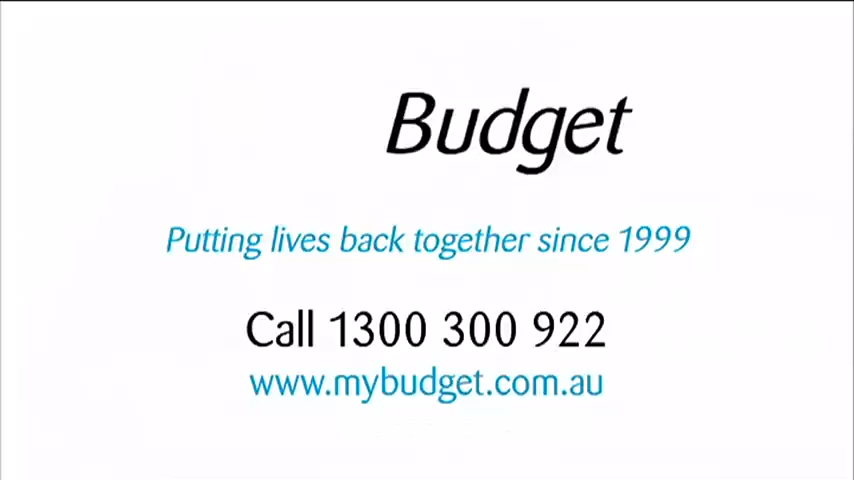 Budget
Putting lives back together since 1999
Call 1300 300 922
www.mybudget.com.au